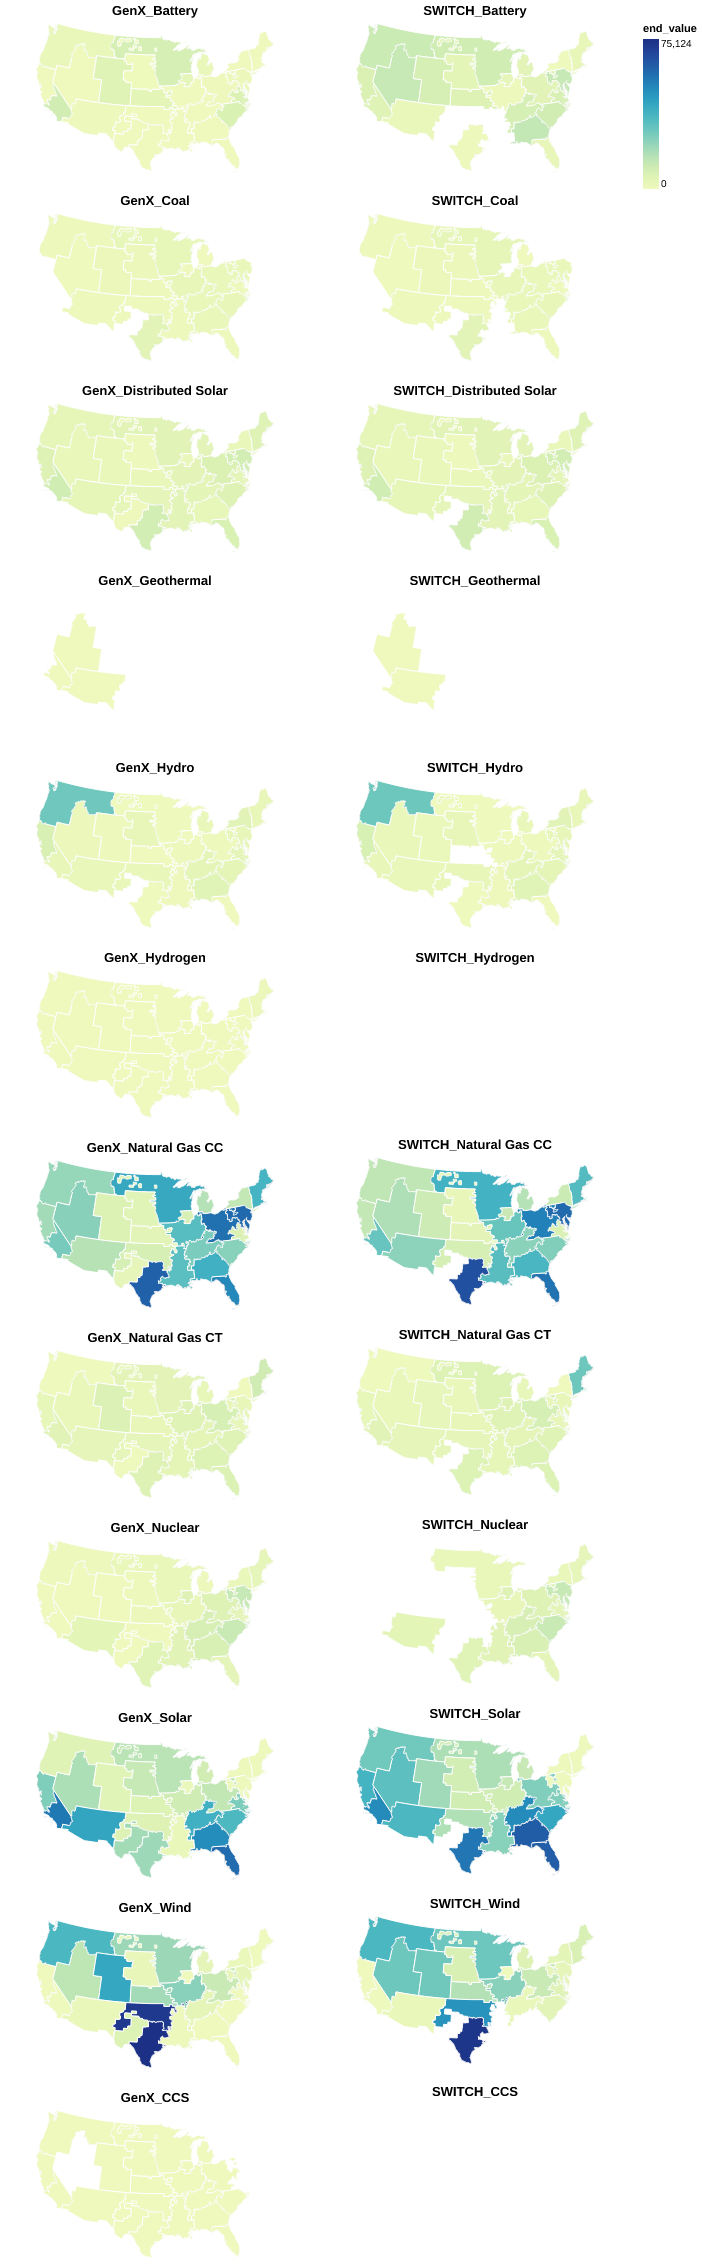 GenX_Battery SWITCH_Battery
end_value
75,124
0
GenX_Coal SWITCH_Coal
GenX_Distributed Solar SWITCH_Distributed Solar
GenX_Geothermal SWITCH_Geothermal
GenX_Hydro SWITCH_Hydro
GenX_Hydrogen SWITCH_Hydrogen
GenX_Natural Gas CC SWITCH_Natural Gas CC
GenX_Natural Gas CT SWITCH_Natural Gas CT
GenX_Nuclear SWITCH_Nuclear
GenX_Solar SWITCH_Solar
GenX_Wind SWITCH_Wind
GenX_CCS SWITCH_CCS